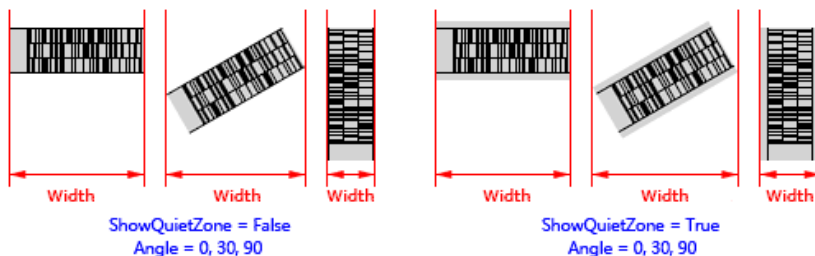 Width
Width
Width
Width
Width
Width
ShowQuietZone = False
Angle = 0, 30, 90
ShowQuietZone = True
Angle = 0, 30, 90